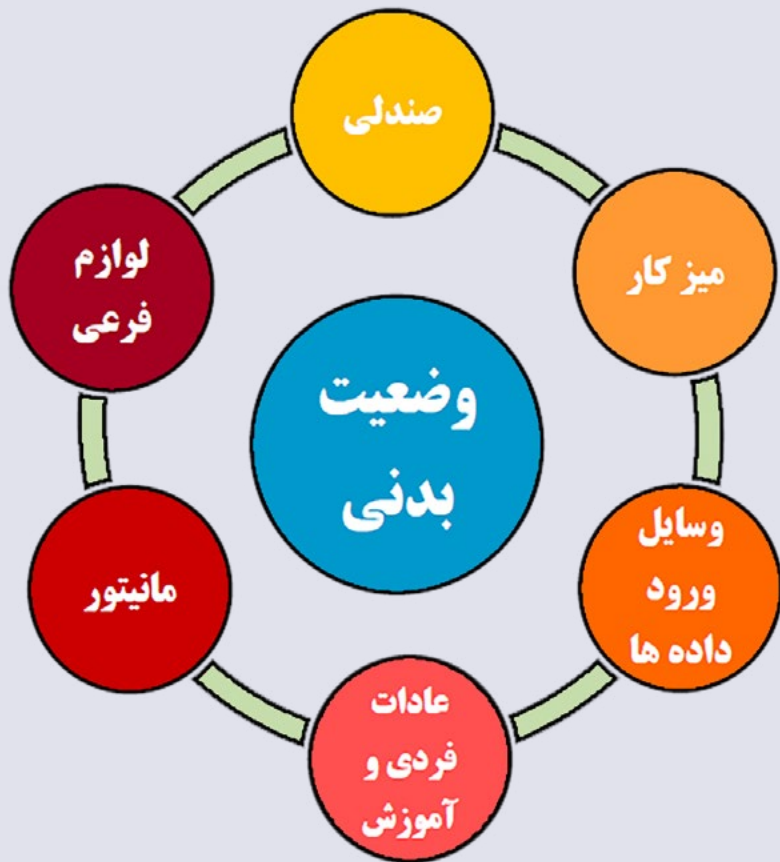 صندلی
میز کار
وسایل
ورود
داده ها
عادات
فردی و
آموزش
مانیتور
لوازم
فرعی
وضعیت
بدنی